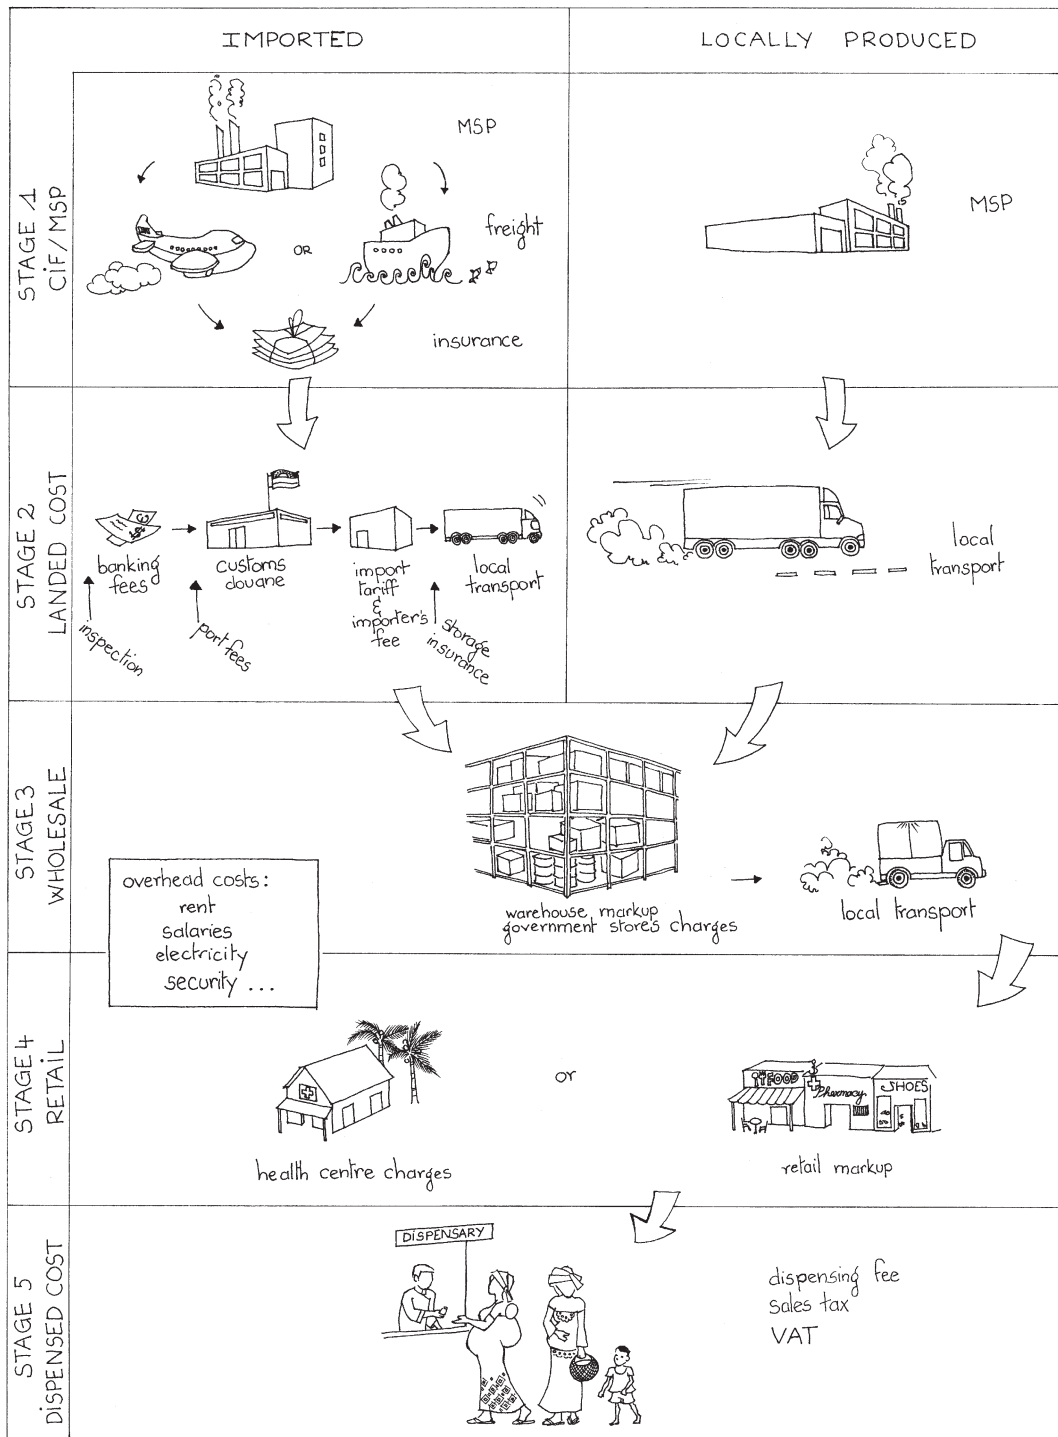 IMPORTED
LOCALLY PRODUCED
STAGE 1
CIF/MSP
MSP
OR
freight
insurance
MSP
STAGE 2
LANDED COST
banking
fees
customs
douane
import
tariff
&
importer's
fee
local
transport
inspection
port fees
storage
insurance
local
transport
STAGE 3
WHOLESALE
overhead costs:
rent
salaries
electricity
security ...
warehouse markup
government stores charges
local transport
STAGE 4
RETAIL
health centre charges
or
FOOD
Pharmacy
SHOES
retail markup
STAGE 5
DISPENSED COST
DISPENSARY
dispensing fee
sales tax
VAT